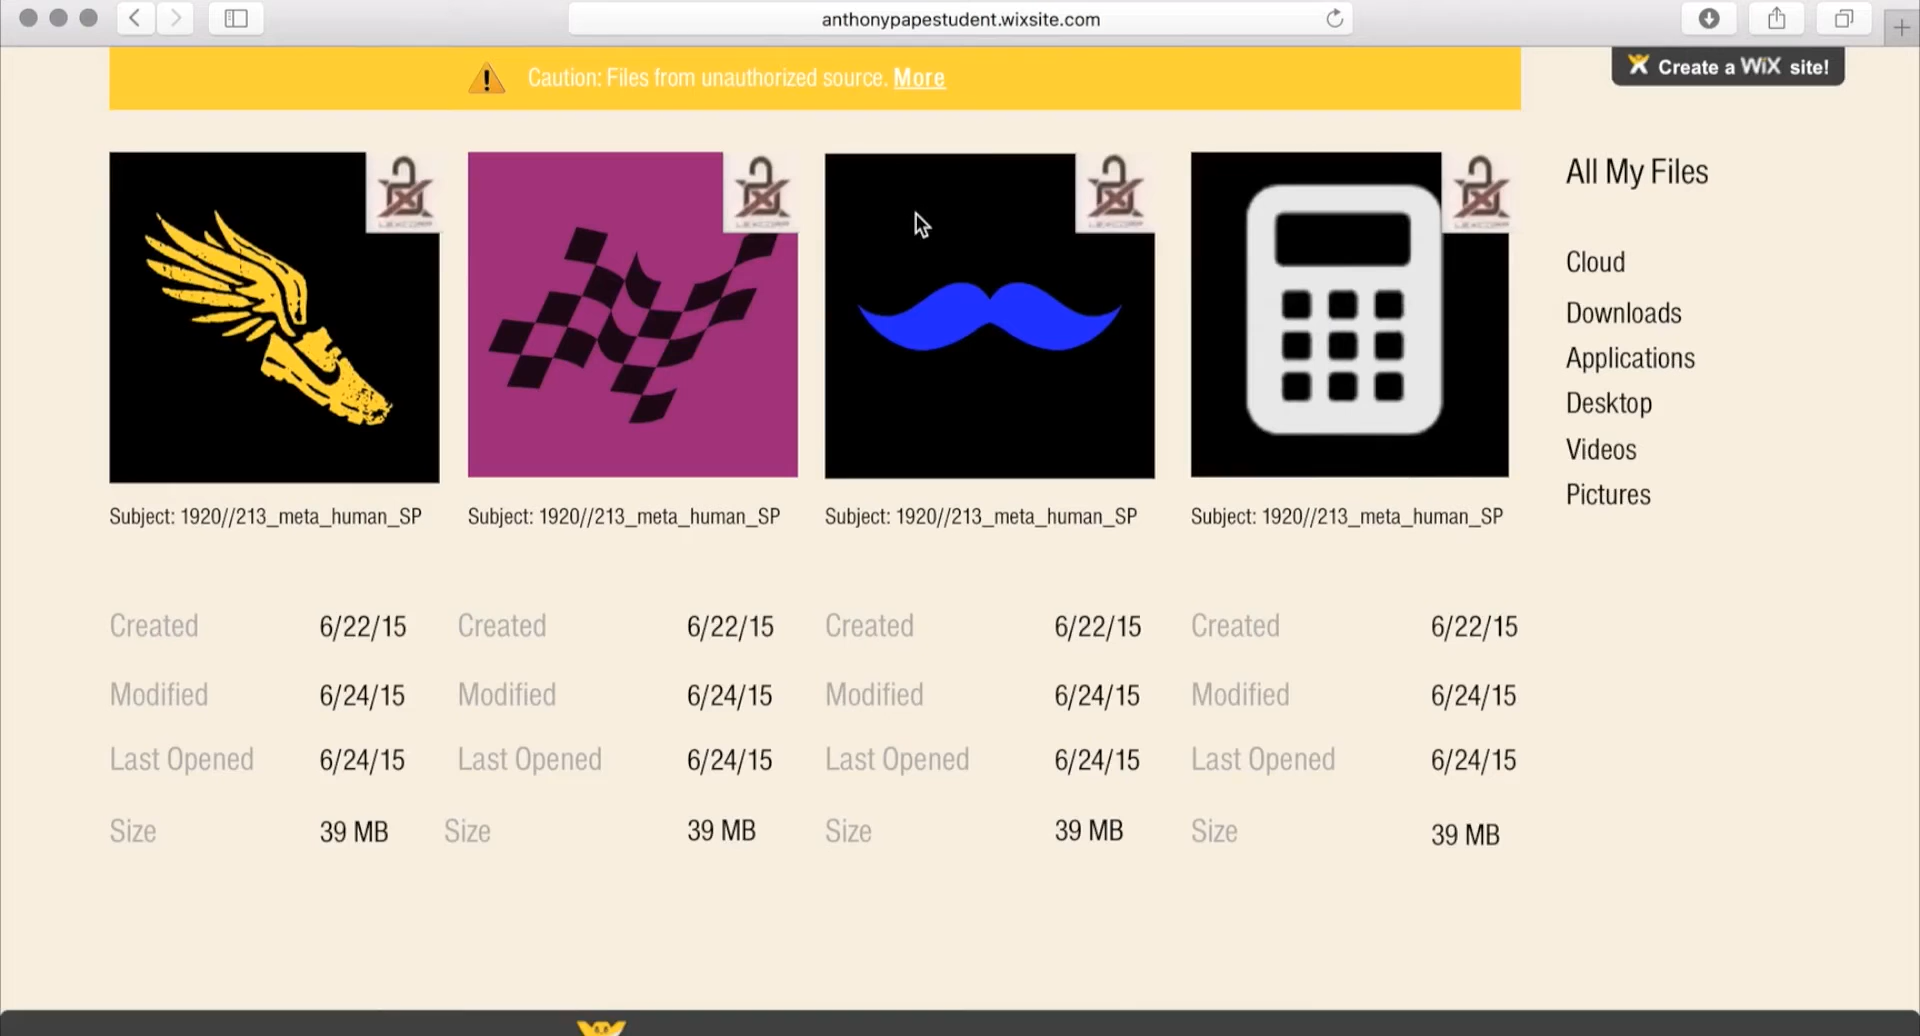 anthonypapestudent.wixsite.com
Create a WiX site!
Caution: Files from unauthorized source. More
LEXCORP
LEXCORP
LEXCORP
LEXCORP
All My Files
Cloud
Downloads
Applications
Desktop
Videos
Pictures
Subject: 1920//213_meta_human_SP
Subject: 1920//213_meta_human_SP
Subject: 1920//213_meta_human_SP
Subject: 1920//213_meta_human_SP
Created 6/22/15 Created 6/22/15 Created 6/22/15 Created 6/22/15
Modified 6/24/15 Modified 6/24/15 Modified 6/24/15 Modified 6/24/15
Last Opened 6/24/15 Last Opened 6/24/15 Last Opened 6/24/15 Last Opened 6/24/15
Size 39 MB Size 39 MB Size 39 MB Size 39 MB